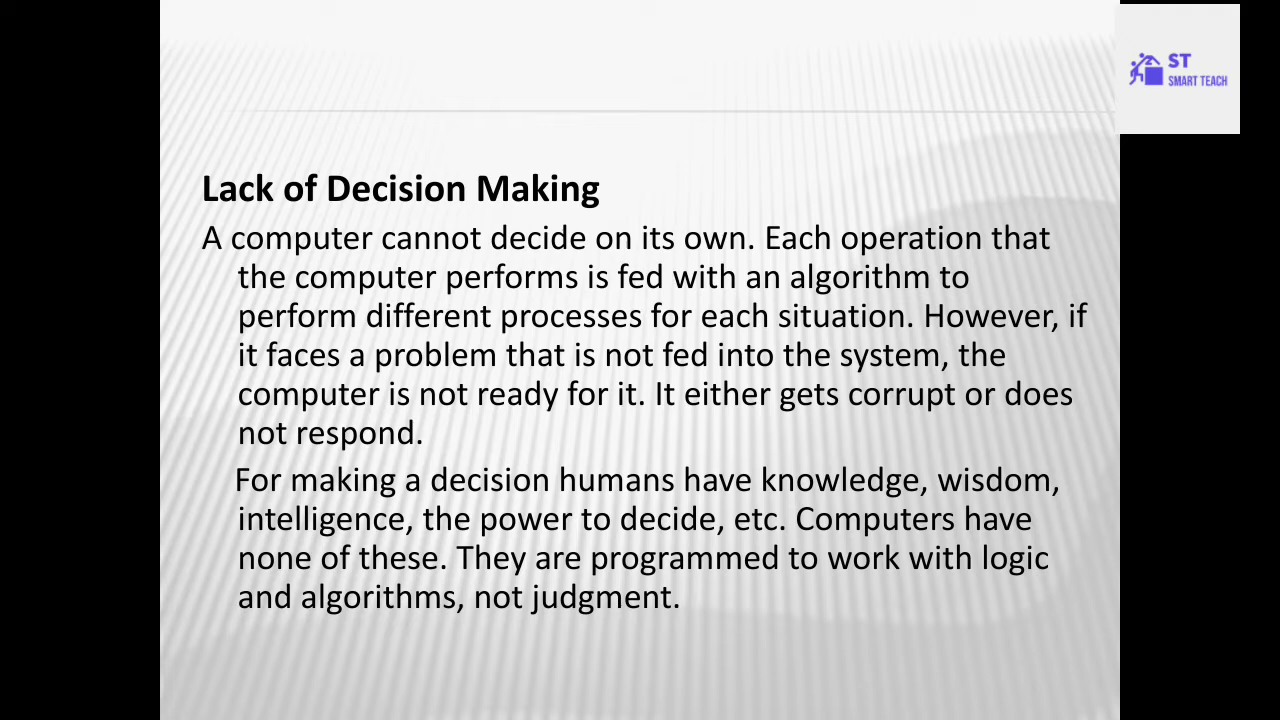 ST
SMART TEACH
Lack of Decision Making
A computer cannot decide on its own. Each operation that
the computer performs is fed with an algorithm to
perform different processes for each situation. However, if
it faces a problem that is not fed into the system, the
computer is not ready for it. It either gets corrupt or does
not respond.
For making a decision humans have knowledge, wisdom,
intelligence, the power to decide, etc. Computers have
none of these. They are programmed to work with logic
and algorithms, not judgment.